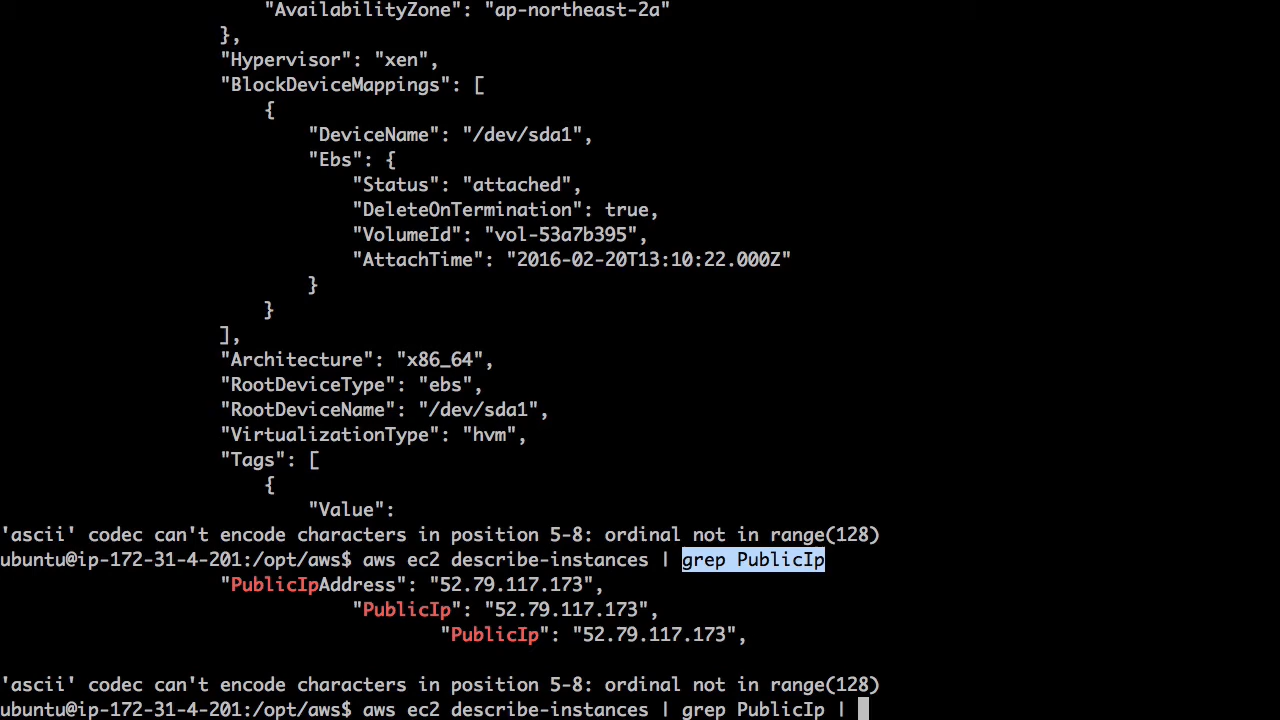 "AvailabilityZone": "ap-northeast-2a"
},
"Hypervisor": "xen",
"BlockDeviceMappings": [
{
"DeviceName": "/dev/sda1",
"Ebs": {
"Status": "attached",
"DeleteOnTermination": true,
"VolumeId": "vol-53a7b395",
"AttachTime": "2016-02-20T13:10:22.000Z"
}
}
],
"Architecture": "x86_64",
"RootDeviceType": "ebs",
"RootDeviceName": "/dev/sda1",
"VirtualizationType": "hvm",
"Tags": [
{
"Value":
'ascii' codec can't encode characters in position 5-8: ordinal not in range(128)
ubuntu@ip-172-31-4-201:/opt/aws$ aws ec2 describe-instances | grep PublicIp
"PublicIpAddress": "52.79.117.173",
"PublicIp": "52.79.117.173",
"PublicIp": "52.79.117.173",
'ascii' codec can't encode characters in position 5-8: ordinal not in range(128)
ubuntu@ip-172-31-4-201:/opt/aws$ aws ec2 describe-instances | grep PublicIp |